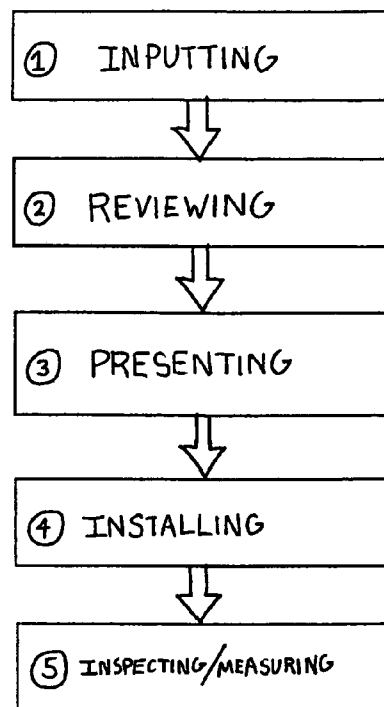 ① INPUTTING
② REVIEWING
③ PRESENTING
④ INSTALLING
⑤ INSPECTING/MEASURING